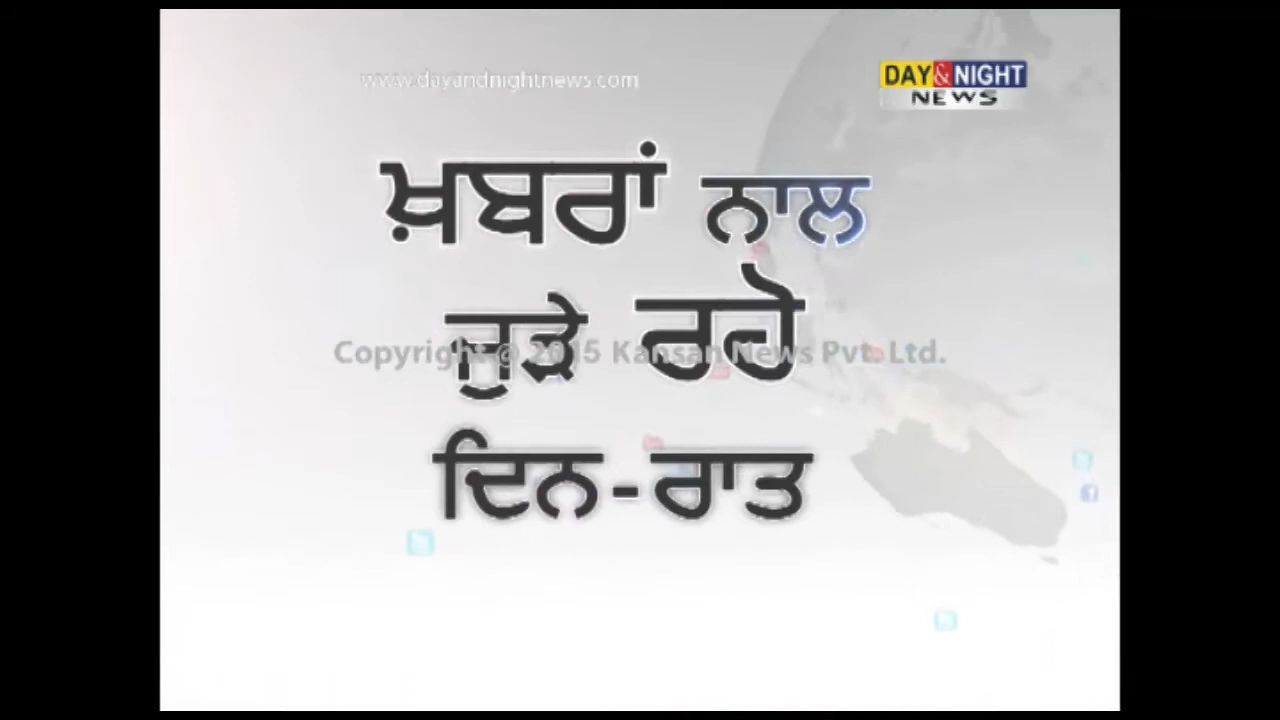 www.dayandnightnews.com
DAY & NIGHT
NEWS
ਖ਼ਬਰਾਂ ਨਾਲ
ਜੁੜੇ ਰਹੋ
Copyright @ 2015 Kansan News Pvt. Ltd.
ਦਿਨ-ਰਾਤ